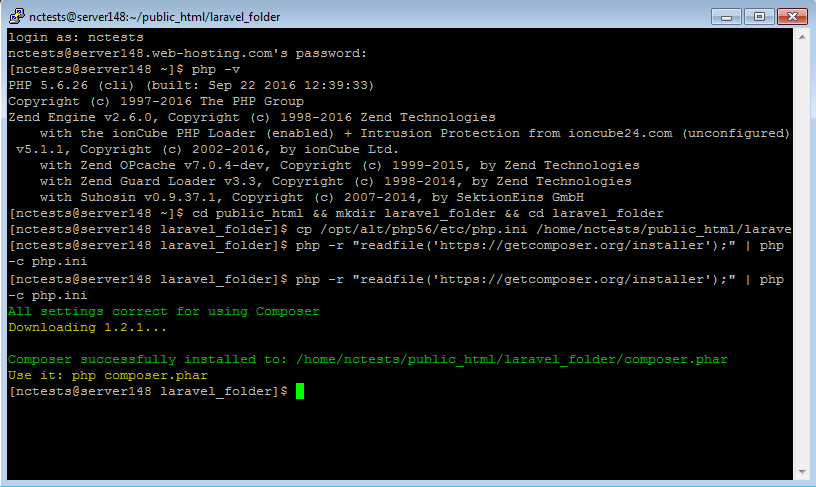 nctests@server148:~/public_html/laravel_folder
login as: nctests
nctests@server148.web-hosting.com's password:
[nctests@server148 ~]$ php -v
PHP 5.6.26 (cli) (built: Sep 22 2016 12:39:33)
Copyright (c) 1997-2016 The PHP Group
Zend Engine v2.6.0, Copyright (c) 1998-2016 Zend Technologies
    with the ionCube PHP Loader (enabled) + Intrusion Protection from ioncube24.com (unconfigured)
 v5.1.1, Copyright (c) 2002-2016, by ionCube Ltd.
    with Zend OPcache v7.0.4-dev, Copyright (c) 1999-2015, by Zend Technologies
    with Zend Guard Loader v3.3, Copyright (c) 1998-2014, by Zend Technologies
    with Suhosin v0.9.37.1, Copyright (c) 2007-2014, by SektionEins GmbH
[nctests@server148 ~]$ cd public_html && mkdir laravel_folder && cd laravel_folder
[nctests@server148 laravel_folder]$ cp /opt/alt/php56/etc/php.ini /home/nctests/public_html/larave
[nctests@server148 laravel_folder]$ php -r "readfile('https://getcomposer.org/installer');" | php
-c php.ini
[nctests@server148 laravel_folder]$ php -r "readfile('https://getcomposer.org/installer');" | php
-c php.ini
All settings correct for using Composer
Downloading 1.2.1...
Composer successfully installed to: /home/nctests/public_html/laravel_folder/composer.phar
Use it: php composer.phar
[nctests@server148 laravel_folder]$